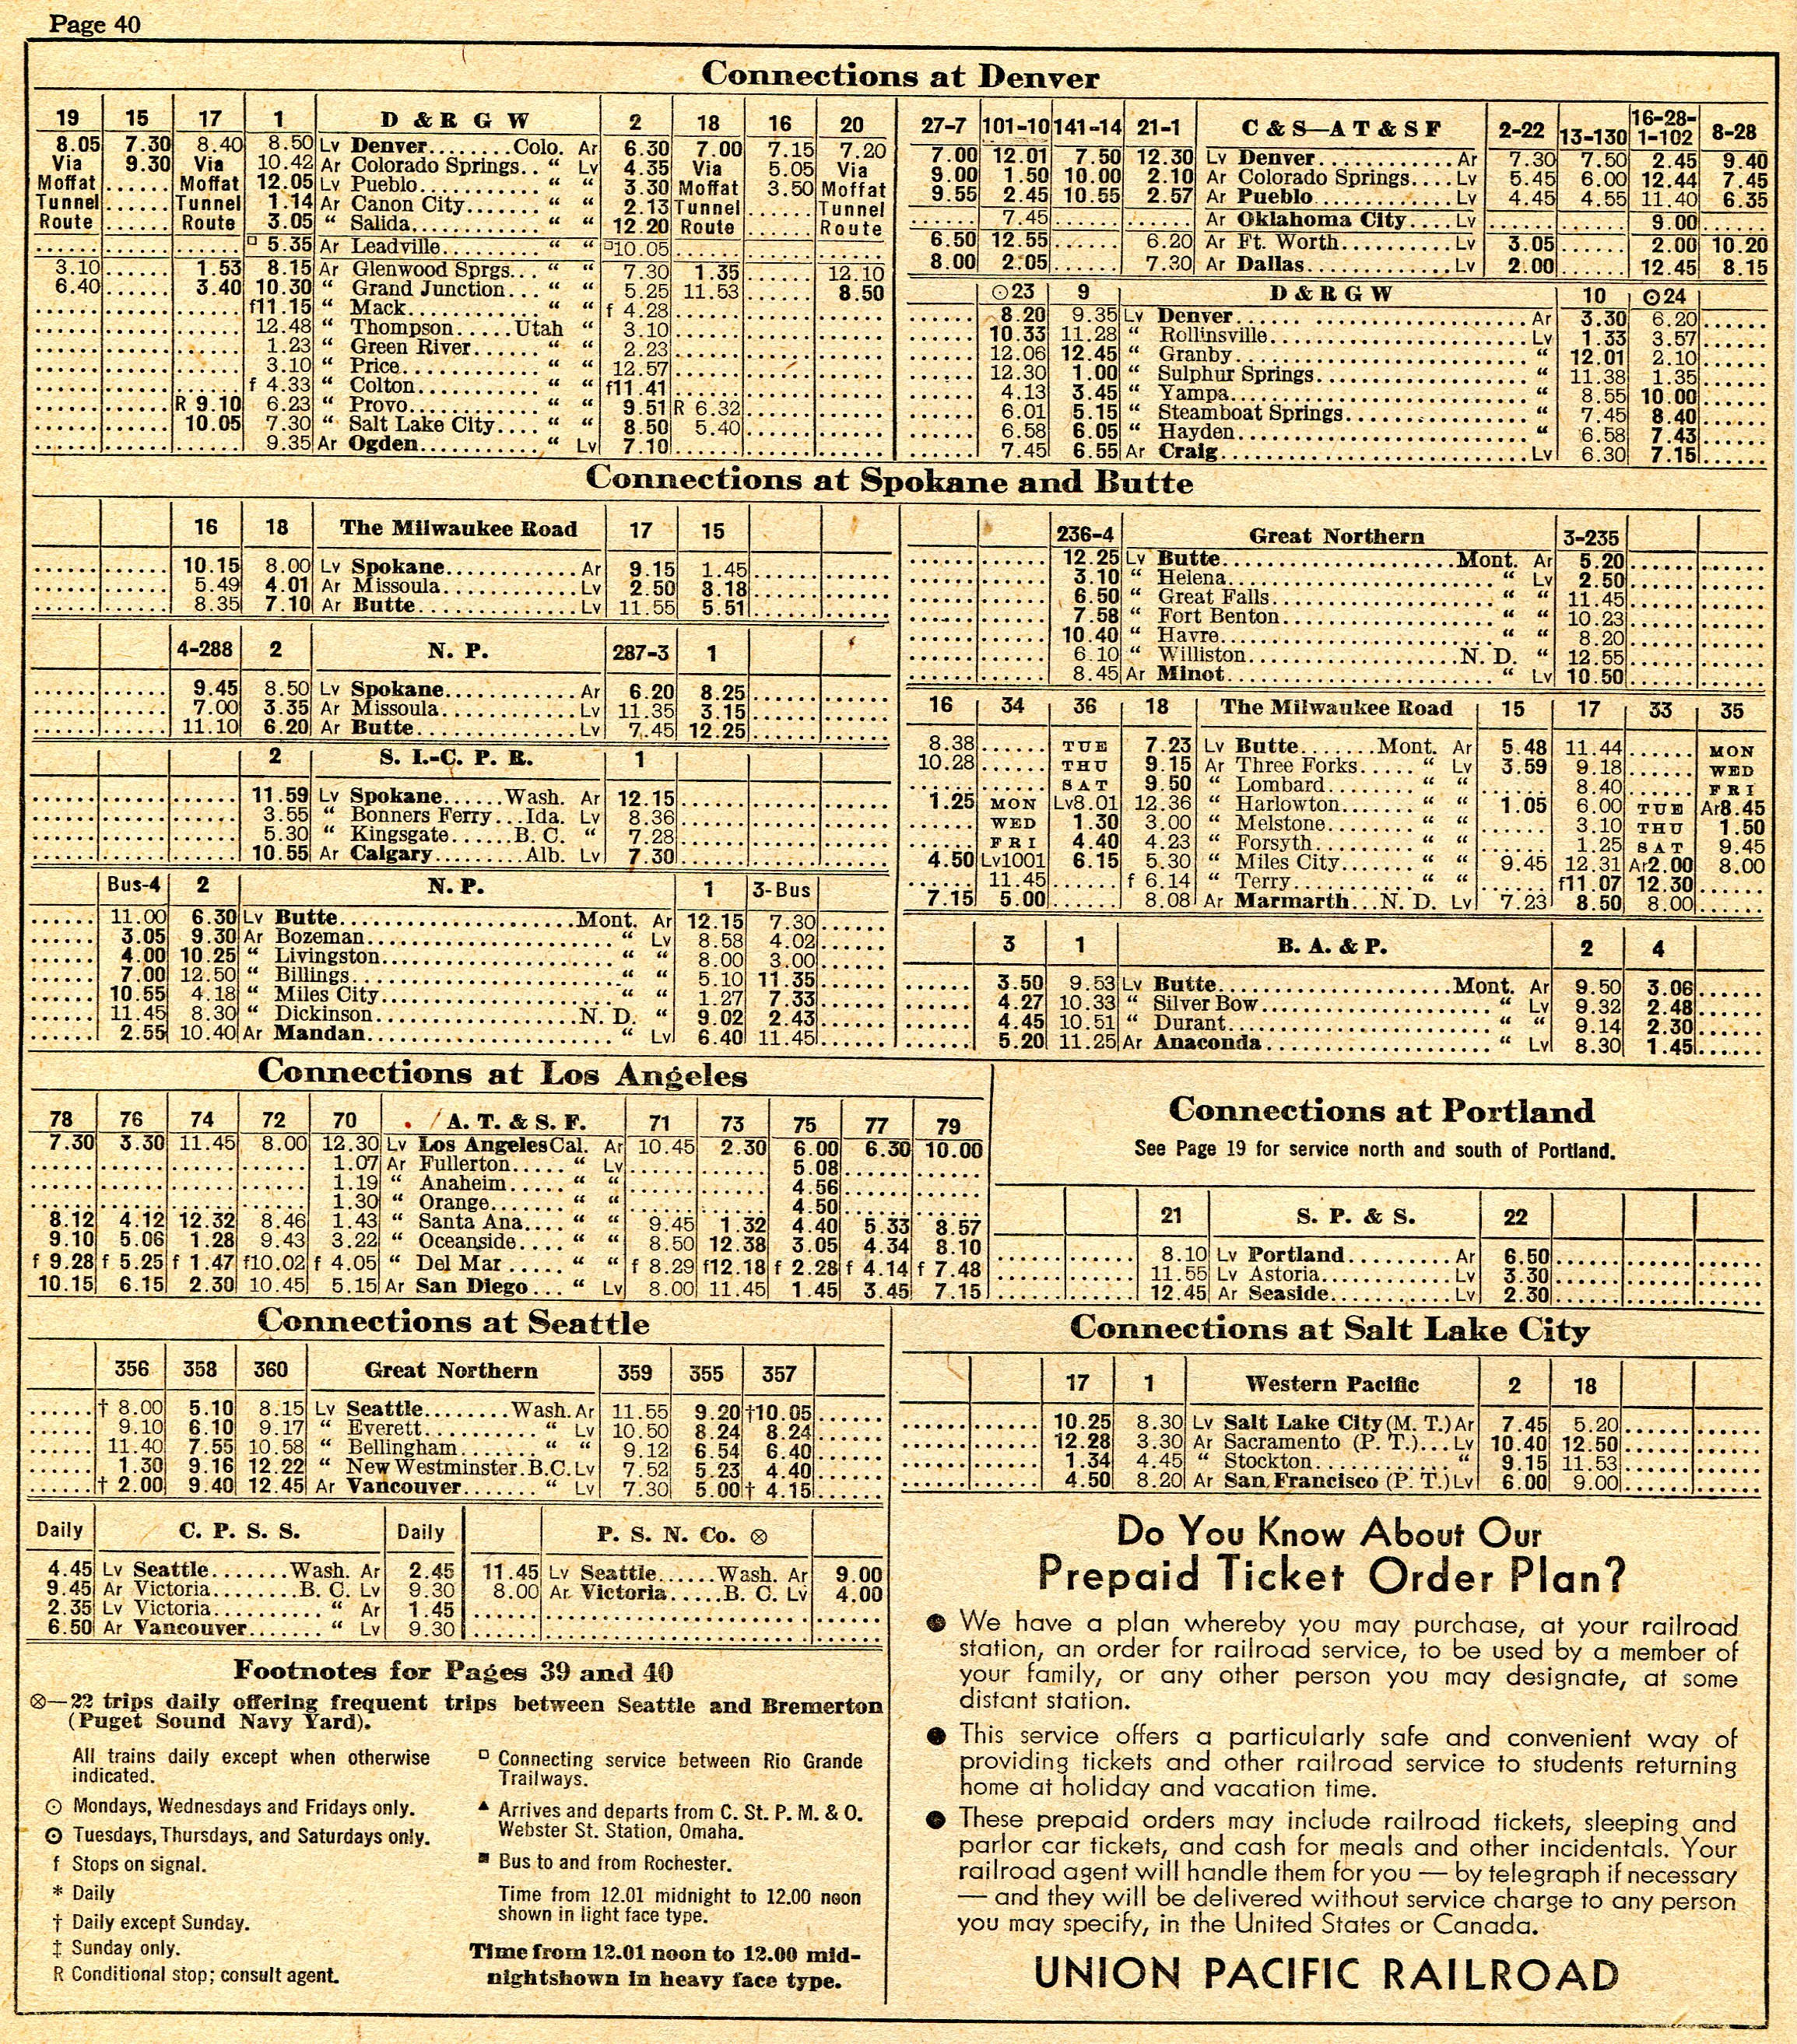 Page 40
Connections at Denver
19 15 17 1 D & R G W 2 18 16 20
8.05 7.30 8.40 8.50 Lv Denver........Colo. Ar 6.30 7.00 7.15 7.20
Via 9.30 Via 10.42 Ar Colorado Springs.. “ Lv 4.35 Via 5.05 Via
Moffat ...... Moffat 12.05 Lv Pueblo............ “ “ 3.30 Moffat 3.50 Moffat
Tunnel ...... Tunnel 1.14 Ar Canon City....... “ “ 2.13 Tunnel ...... Tunnel
Route ...... Route 3.05 “ Salida............ “ “ 12.20 Route ...... Route
...... ...... ...... □ 5.35 Ar Leadville.......... “ “ □10.05 ...... ...... ......
3.10 ...... 1.53 8.15 Ar Glenwood Sprgs... “ “ 7.30 1.35 ...... 12.10
6.40 ...... 3.40 10.30 “ Grand Junction... “ “ 5.25 11.53 ...... 8.50
...... ...... ...... f11.15 “ Mack............. “ “ f 4.28 ...... ...... ......
...... ...... ...... 12.48 “ Thompson.....Utah “ 3.10 ...... ...... ......
...... ...... ...... 1.23 “ Green River....... “ “ 2.23 ...... ...... ......
...... ...... ...... 3.10 “ Price............. “ “ 12.57 ...... ...... ......
...... ...... ...... f 4.33 “ Colton............ “ “ f11.41 ...... ...... ......
...... ...... R 9.10 6.23 “ Provo............ “ “ 9.51 R 6.32 ...... ......
...... ...... 10.05 7.30 “ Salt Lake City.... “ “ 8.50 5.40 ...... ......
...... ...... ...... 9.35 Ar Ogden............ “ Lv 7.10 ...... ...... ......
27-7 101-10 141-14 21-1 C & S—A T & S F 2-22 13-130 16-28-1-102 8-28
7.00 12.01 7.50 12.30 Lv Denver............Ar 7.30 7.50 2.45 9.40
9.00 1.50 10.00 2.10 Ar Colorado Springs....Lv 5.45 6.00 12.44 7.45
9.55 2.45 10.55 2.57 Ar Pueblo............Lv 4.45 4.55 11.40 6.35
...... 7.45 ...... ...... Ar Oklahoma City....Lv ...... ...... 9.00 ......
6.50 12.55 ...... 6.20 Ar Ft. Worth..........Lv 3.05 ...... 2.00 10.20
8.00 2.05 ...... 7.30 Ar Dallas............Lv 2.00 ...... 12.45 8.15
⊙23 9 D & R G W 10 ⊙24
...... 8.20 9.35 Lv Denver...... ..................Ar 3.30 6.20 ......
...... 10.33 11.28 “ Rollinsville........................Lv 1.33 3.57 ......
...... 12.06 12.45 “ Granby........................... “ 12.01 2.10 ......
...... 12.30 1.00 “ Sulphur Springs................... “ 11.38 1.35 ......
...... 4.13 3.45 “ Yampa........................... “ 8.55 10.00 ......
...... 6.01 5.15 “ Steamboat Springs............... “ 7.45 8.40 ......
...... 6.58 6.05 “ Hayden.......................... “ 6.58 7.43 ......
...... 7.45 6.55 Ar Craig...........................Lv 6.30 7.15 ......
Connections at Spokane and Butte
16 18 The Milwaukee Road 17 15
...... ...... 10.15 8.00 Lv Spokane............Ar 9.15 1.45 ...... ......
...... ...... 5.49 4.01 Ar Missoula............Lv 2.50 8.18 ...... ......
...... ...... 8.35 7.10 Ar Butte..............Lv 11.55 5.51 ...... ......
4-288 2 N. P. 287-3 1
...... ...... 9.45 8.50 Lv Spokane............Ar 6.20 8.25 ...... ......
...... ...... 7.00 3.35 Ar Missoula............Lv 11.35 3.15 ...... ......
...... ...... 11.10 6.20 Ar Butte..............Lv 7.45 12.25 ...... ......
2 S. I.-C. P. R. 1
...... ...... ...... 11.59 Lv Spokane......Wash. Ar 12.15 ...... ...... ......
...... ...... ...... 3.55 “ Bonners Ferry...Ida. Lv 8.36 ...... ...... ......
...... ...... ...... 5.30 “ Kingsgate.....B. C. “ 7.28 ...... ...... ......
...... ...... ...... 10.55 Ar Calgary........Alb. Lv 7.30 ...... ...... ......
Bus-4 2 N. P. 1 3-Bus
...... 11.00 6.30 Lv Butte....................Mont. Ar 12.15 7.30 ......
...... 3.05 9.30 Ar Bozeman..................... “ Lv 8.58 4.02 ......
...... 4.00 10.25 “ Livingston..................... “ “ 8.00 3.00 ......
...... 7.00 12.50 “ Billings........................ “ “ 5.10 11.35 ......
...... 10.55 4.18 “ Miles City..................... “ “ 1.27 7.33 ......
...... 11.45 8.30 “ Dickinson..................N. D. “ 9.02 2.43 ......
...... 2.55 10.40 Ar Mandan..................... “ Lv 6.40 11.45 ......
236-4 Great Northern 3-235
...... ...... 12.25 Lv Butte....................Mont. Ar 5.20 ...... ......
...... ...... 3.10 “ Helena...................... “ Lv 2.50 ...... ......
...... ...... 6.50 “ Great Falls................... “ “ 11.45 ...... ......
...... ...... 7.58 “ Fort Benton.................. “ “ 10.23 ...... ......
...... ...... 10.40 “ Havre....................... “ “ 8.20 ...... ......
...... ...... 6.10 “ Williston..................N. D. “ 12.55 ...... ......
...... ...... 8.45 Ar Minot....................... “ Lv 10.50 ...... ......
16 34 36 18 The Milwaukee Road 15 17 33 35
8.38 ...... TUE 7.23 Lv Butte.......Mont. Ar 5.48 11.44 ...... MON
10.28 ...... THU 9.15 Ar Three Forks..... “ Lv 3.59 9.18 ...... WED
...... ...... SAT 9.50 “ Lombard........ “ “ ...... 8.40 ...... FRI
1.25 MON Lv8.01 12.36 “ Harlowton....... “ “ 1.05 6.00 TUE Ar8.45
...... WED 1.30 3.00 “ Melstone........ “ “ ...... 3.10 THU 1.50
...... FRI 4.40 4.23 “ Forsyth......... “ “ ...... 1.25 SAT 9.45
4.50 Lv1001 6.15 5.30 “ Miles City....... “ “ 9.45 12.31 Ar2.00 8.00
...... 11.45 ...... f 6.14 “ Terry........... “ “ ...... f11.07 12.30 ......
7.15 5.00 ...... 8.08 Ar Marmarth...N. D. Lv 7.23 8.50 8.00 ......
3 1 B. A. & P. 2 4
...... 3.50 9.53 Lv Butte....................Mont. Ar 9.50 3.06 ......
...... 4.27 10.33 “ Silver Bow................... “ Lv 9.32 2.48 ......
...... 4.45 10.51 “ Durant...................... “ “ 9.14 2.30 ......
...... 5.20 11.25 Ar Anaconda................... “ Lv 8.30 1.45 ......
Connections at Los Angeles
78 76 74 72 70 A. T. & S. F. 71 73 75 77 79
7.30 3.30 11.45 8.00 12.30 Lv Los Angeles Cal. Ar 10.45 2.30 6.00 6.30 10.00
...... ...... ...... ...... 1.07 Ar Fullerton..... “ Lv ...... ...... 5.08 ...... ......
...... ...... ...... ...... 1.19 “ Anaheim..... “ “ ...... ...... 4.56 ...... ......
...... ...... ...... ...... 1.30 “ Orange....... “ “ ...... ...... 4.50 ...... ......
8.12 4.12 12.32 8.46 1.43 “ Santa Ana.... “ “ 9.45 1.32 4.40 5.33 8.57
9.10 5.06 1.28 9.43 3.22 “ Oceanside.... “ “ 8.50 12.38 3.05 4.34 8.10
f 9.28 f 5.25 f 1.47 f10.02 f 4.05 “ Del Mar .... “ “ f 8.29 f12.18 f 2.28 f 4.14 f 7.48
10.15 6.15 2.30 10.45 5.15 Ar San Diego... “ Lv 8.00 11.45 1.45 3.45 7.15
Connections at Portland
See Page 19 for service north and south of Portland.
21 S. P. & S. 22
...... ...... 8.10 Lv Portland..........Ar 6.50 ...... ...... ......
...... ...... 11.55 Lv Astoria............Lv 3.30 ...... ...... ......
...... ...... 12.45 Ar Seaside............Lv 2.30 ...... ...... ......
Connections at Seattle
356 358 360 Great Northern 359 355 357
...... † 8.00 5.10 8.15 Lv Seattle........Wash. Ar 11.55 9.20 †10.05 ......
...... 9.10 6.10 9.17 “ Everett.......... “ Lv 10.50 8.24 8.24 ......
...... 11.40 7.55 10.58 “ Bellingham....... “ “ 9.12 6.54 6.40 ......
...... 1.30 9.16 12.22 “ New Westminster. B.C. Lv 7.52 5.23 4.40 ......
...... † 2.00 9.40 12.45 Ar Vancouver....... “ Lv 7.30 5.00 † 4.15 ......
Daily C. P. S. S. Daily
4.45 Lv Seattle.......Wash. Ar 2.45
9.45 Ar Victoria........B. C. Lv 9.30
2.35 Lv Victoria.......... “ Ar 1.45
6.50 Ar Vancouver....... “ Lv 9.30
P. S. N. Co. ⊗
11.45 Lv Seattle......Wash. Ar 9.00
8.00 Ar Victoria.....B. C. Lv 4.00
Connections at Salt Lake City
17 1 Western Pacific 2 18
...... ...... 10.25 8.30 Lv Salt Lake City (M. T.) Ar 7.45 5.20 ...... ......
...... ...... 12.28 3.30 Ar Sacramento (P. T.)...Lv 10.40 12.50 ...... ......
...... ...... 1.34 4.45 “ Stockton............ “ 9.15 11.53 ...... ......
...... ...... 4.50 8.20 Ar San Francisco (P. T.) Lv 6.00 9.00 ...... ......
Footnotes for Pages 39 and 40
⊗—22 trips daily offering frequent trips between Seattle and Bremerton
(Puget Sound Navy Yard).
All trains daily except when otherwise
indicated.
⊙ Mondays, Wednesdays and Fridays only.
⊙ Tuesdays, Thursdays, and Saturdays only.
f Stops on signal.
* Daily
† Daily except Sunday.
‡ Sunday only.
R Conditional stop; consult agent.
□ Connecting service between Rio Grande
Trailways.
▲ Arrives and departs from C. St. P. M. & O.
Webster St. Station, Omaha.
■ Bus to and from Rochester.
Time from 12.01 midnight to 12.00 noon
shown in light face type.
Time from 12.01 noon to 12.00 mid-
nightshown in heavy face type.
Do You Know About Our
Prepaid Ticket Order Plan?
● We have a plan whereby you may purchase, at your railroad
station, an order for railroad service, to be used by a member of
your family, or any other person you may designate, at some
distant station.
● This service offers a particularly safe and convenient way of
providing tickets and other railroad service to students returning
home at holiday and vacation time.
● These prepaid orders may include railroad tickets, sleeping and
parlor car tickets, and cash for meals and other incidentals. Your
railroad agent will handle them for you — by telegraph if necessary
— and they will be delivered without service charge to any person
you may specify, in the United States or Canada.
UNION PACIFIC RAILROAD